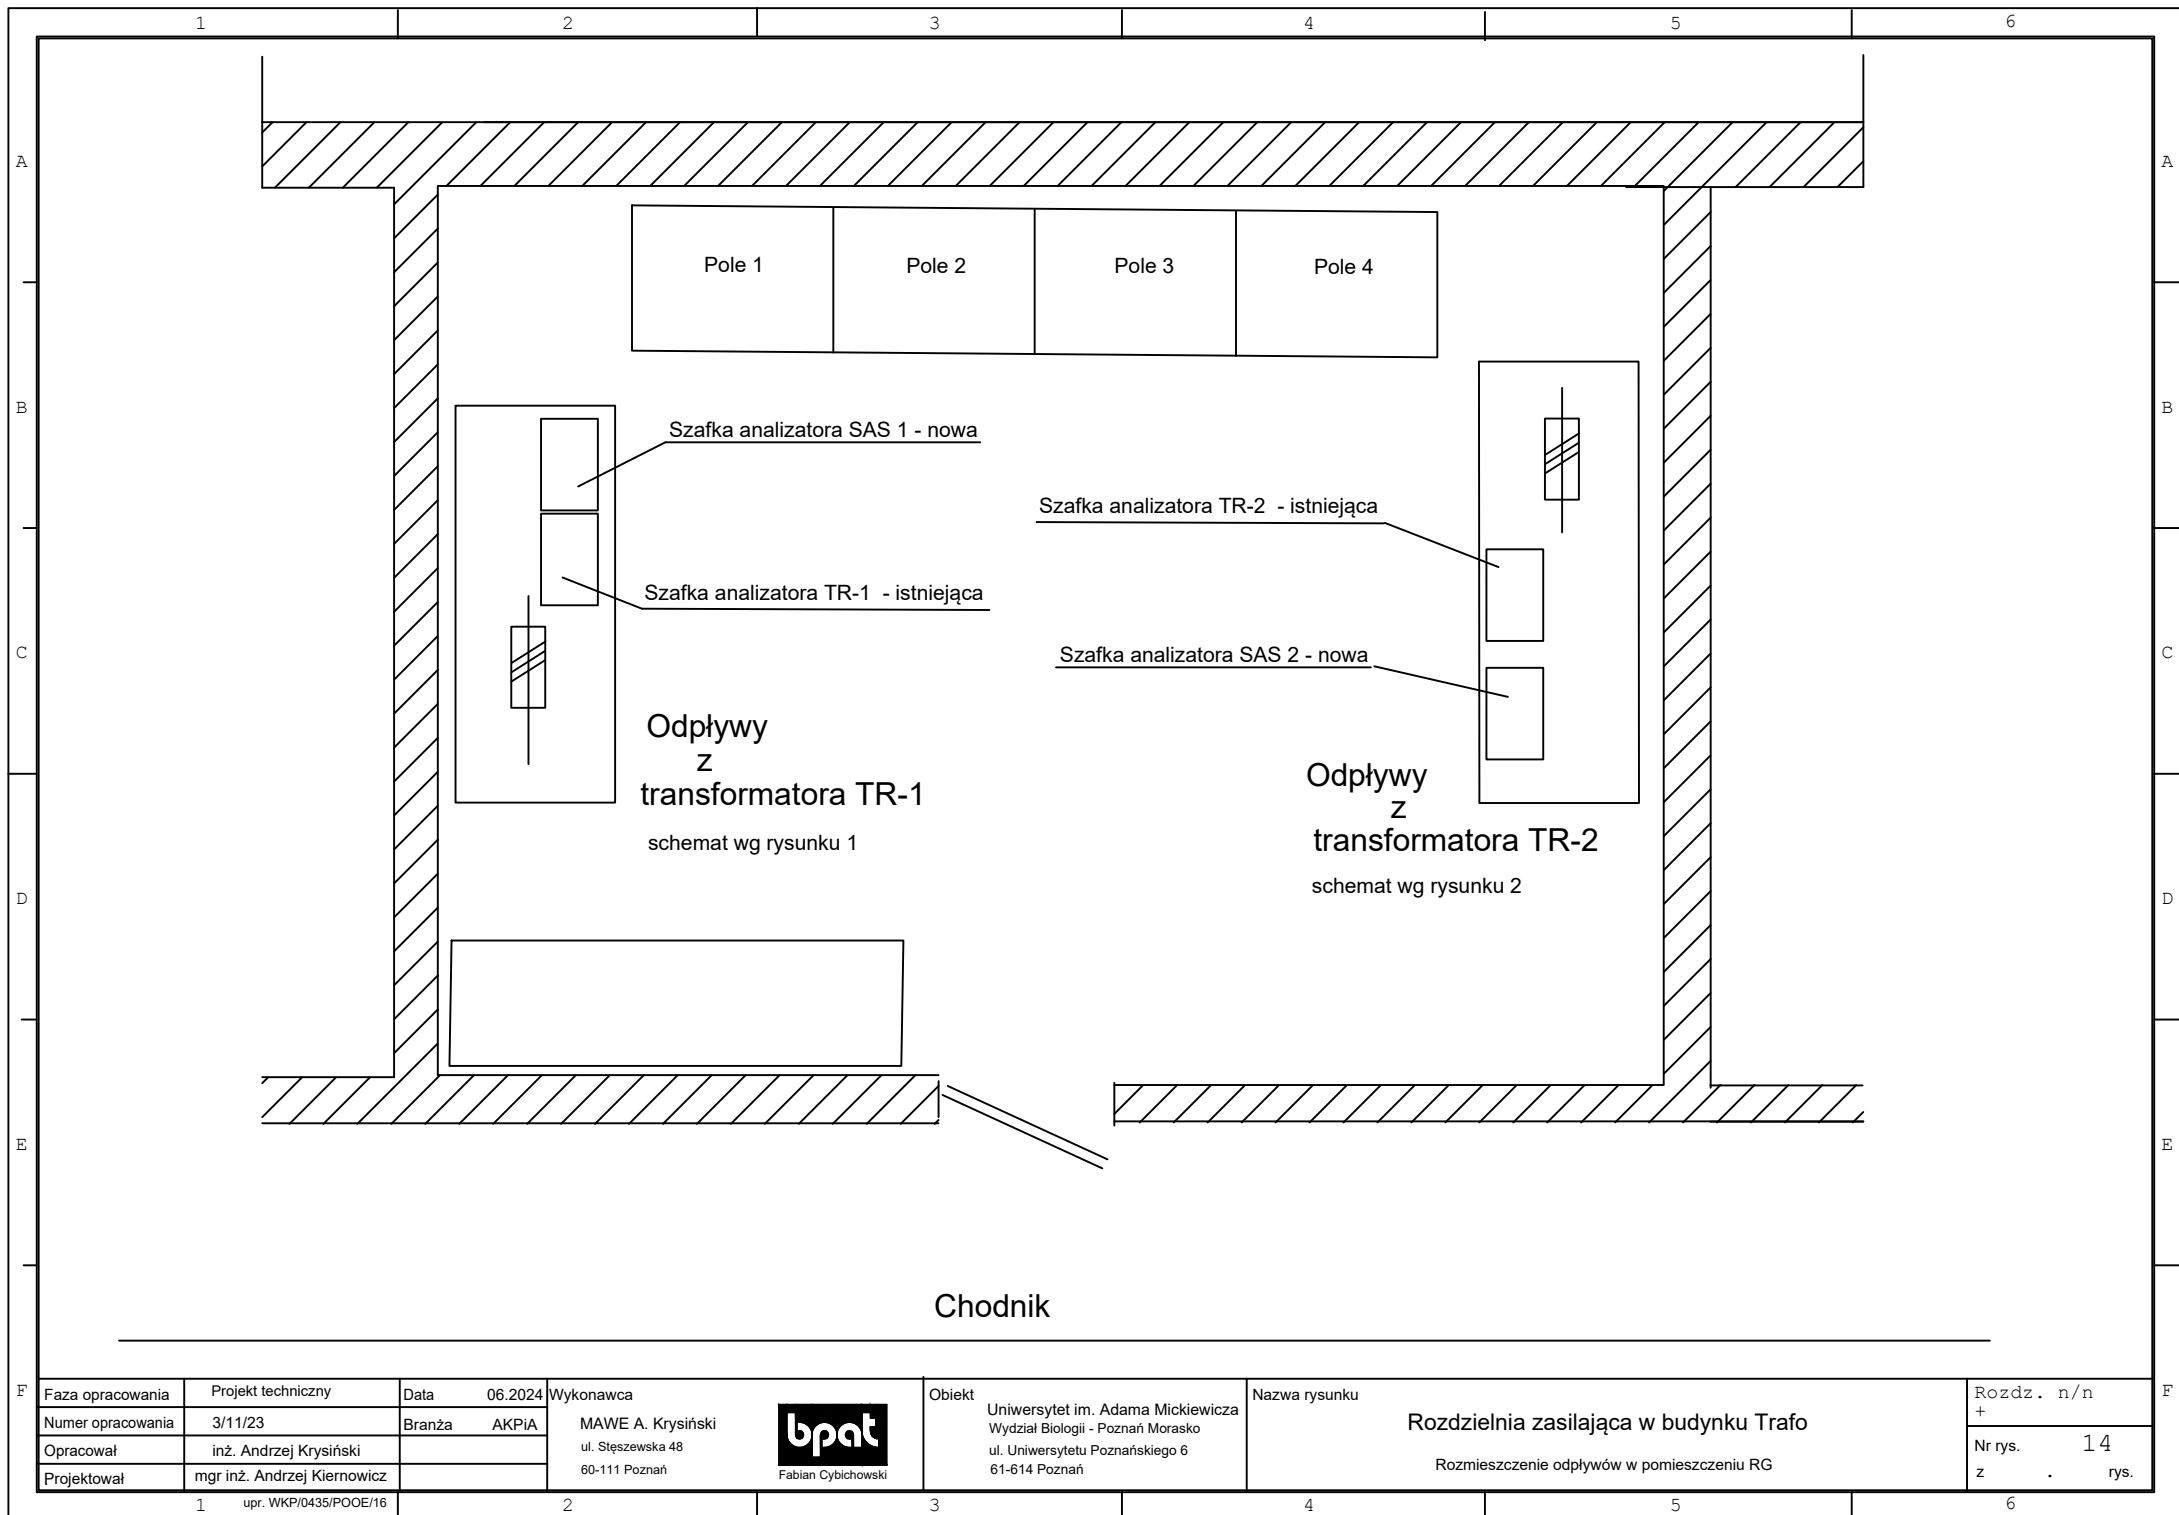 1 2 3 4 5 6
A A
B B
C C
D D
E E
F F
Pole 1 Pole 2 Pole 3 Pole 4
Szafka analizatora SAS 1 - nowa
Szafka analizatora TR-2 - istniejąca
Szafka analizatora TR-1 - istniejąca
Szafka analizatora SAS 2 - nowa
Odpływy
z
transformatora TR-1
schemat wg rysunku 1
Odpływy
z
transformatora TR-2
schemat wg rysunku 2
Chodnik
Faza opracowania Projekt techniczny
Numer opracowania 3/11/23
Opracował inż. Andrzej Krysiński
Projektował mgr inż. Andrzej Kiernowicz
upr. WKP/0435/POOE/16
Data 06.2024
Branża AKPiA
Wykonawca
MAWE A. Krysiński
ul. Stęszewska 48
60-111 Poznań
bpat
Fabian Cybichowski
Obiekt
Uniwersytet im. Adama Mickiewicza
Wydział Biologii - Poznań Morasko
ul. Uniwersytetu Poznańskiego 6
61-614 Poznań
Nazwa rysunku
Rozdzielnia zasilająca w budynku Trafo
Rozmieszczenie odpływów w pomieszczeniu RG
Rozdz. n/n
+
Nr rys. 14
z . rys.
1 2 3 4 5 6